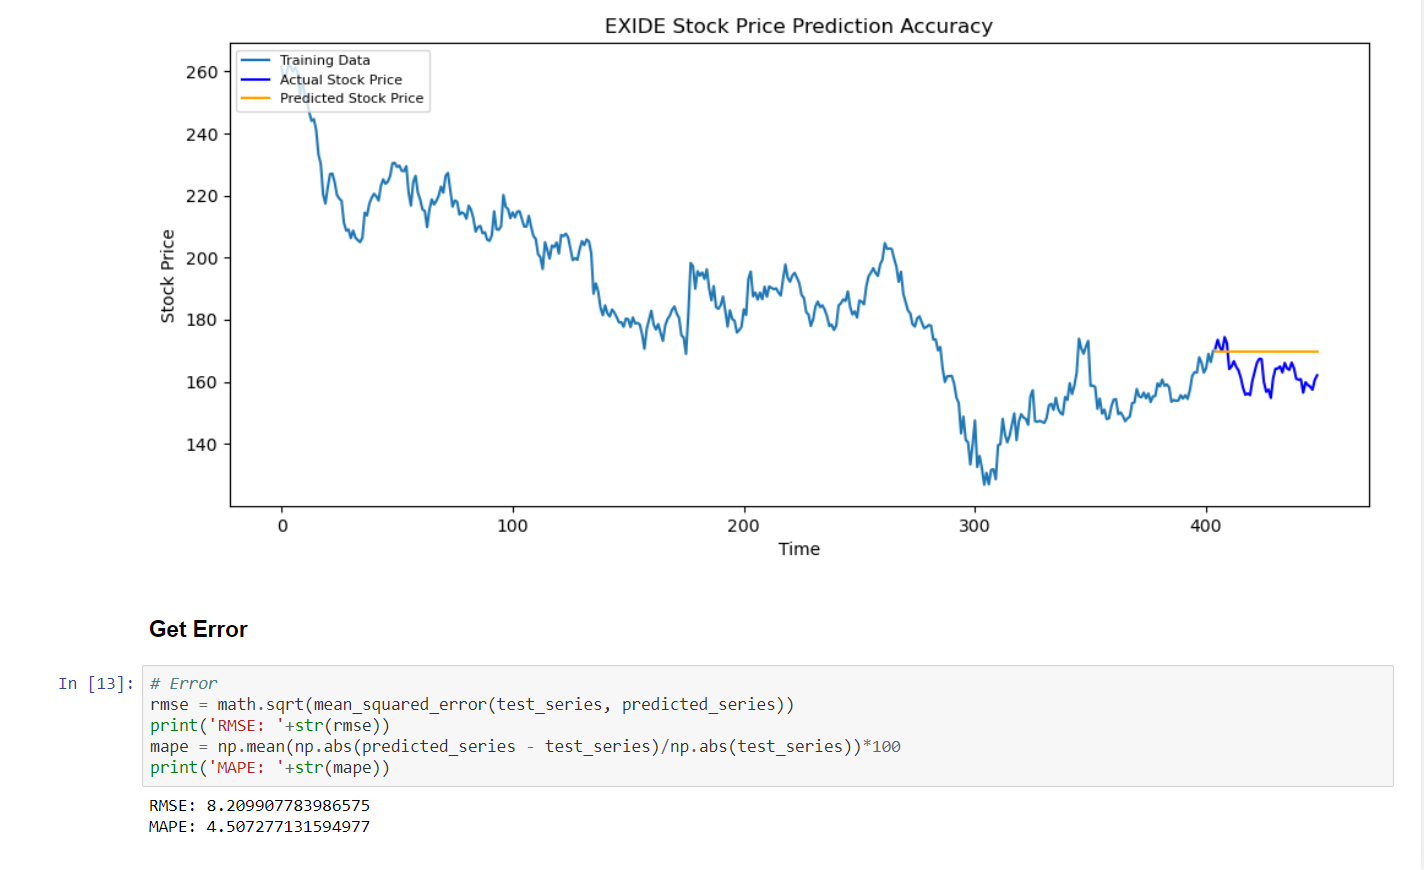 EXIDE Stock Price Prediction Accuracy
Training Data
Actual Stock Price
Predicted Stock Price
260
240
220
200
180
160
140
Stock Price
0 100 200 300 400
Time
Get Error
In [13]: # Error
rmse = math.sqrt(mean_squared_error(test_series, predicted_series))
print('RMSE: '+str(rmse))
mape = np.mean(np.abs(predicted_series - test_series)/np.abs(test_series))*100
print('MAPE: '+str(mape))
RMSE: 8.209907783986575
MAPE: 4.507277131594977